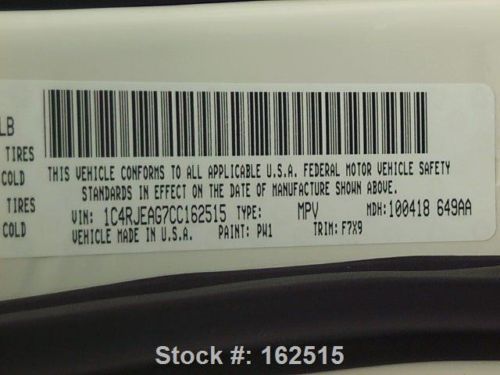 LB
TIRES
COLD
THIS VEHICLE CONFORMS TO ALL APPLICABLE U.S.A. FEDERAL MOTOR VEHICLE SAFETY
STANDARDS IN EFFECT ON THE DATE OF MANUFACTURE SHOWN ABOVE.
TIRES
COLD
VIN: 1C4RJEAG7CC162515 TYPE: MPV MDH:100418 649AA
VEHICLE MADE IN U.S.A. PAINT: PW1 TRIM: F7X9
Stock #: 162515